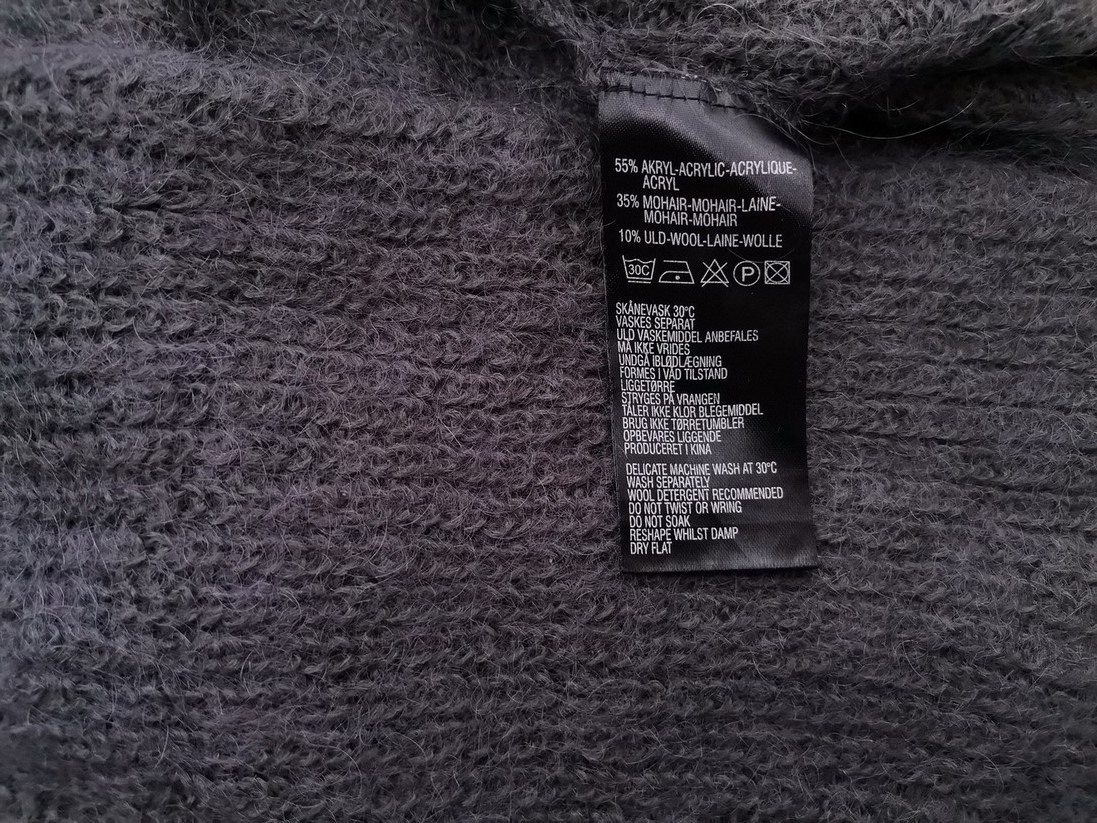 55% AKRYL-ACRYLIC-ACRYLIQUE-
ACRYL
35% MOHAIR-MOHAIR-LAINE-
MOHAIR-MOHAIR
10% ULD-WOOL-LAINE-WOLLE
30C P
SKÅNEVASK 30°C
VASKES SEPARAT
ULD VASKEMIDDEL ANBEFALES
MÅ IKKE VRIDES
UNDGÅ IBLØDLÆGNING
FORMES I VÅD TILSTAND
LIGGETØRRE
STRYGES PÅ VRANGEN
TÅLER IKKE KLOR BLEGEMIDDEL
BRUG IKKE TØRRETUMBLER
OPBEVARES LIGGENDE
PRODUCERET I KINA
DELICATE MACHINE WASH AT 30°C
WASH SEPARATELY
WOOL DETERGENT RECOMMENDED
DO NOT TWIST OR WRING
DO NOT SOAK
RESHAPE WHILST DAMP
DRY FLAT